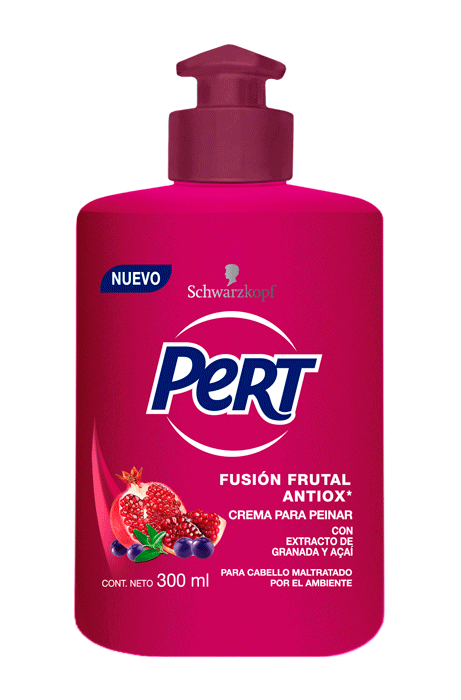 NUEVO
Schwarzkopf
PERT
FUSIÓN FRUTAL
ANTIOX*
CREMA PARA PEINAR
CON
EXTRACTO DE
GRANADA Y AÇAÍ
PARA CABELLO MALTRATADO
POR EL AMBIENTE
CONT. NETO 300 ml